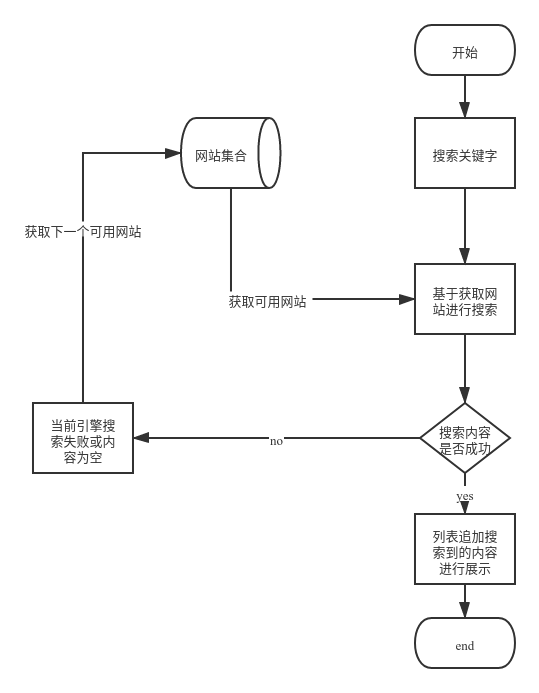 开始
网站集合
搜索关键字
获取下一个可用网站
获取可用网站
基于获取网
站进行搜索
当前引擎搜
索失败或内
容为空
no
搜索内容
是否成功
yes
列表追加搜
索到的内容
进行展示
end